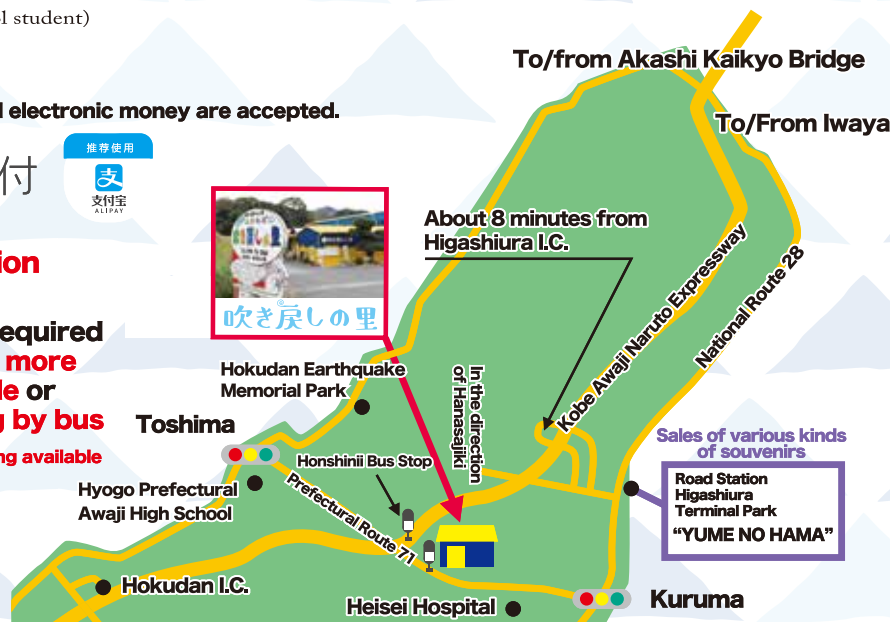 ol student)
l electronic money are accepted.
付
推荐使用
支
支付宝
ALIPAY
ion
equired
more
le or
g by bus
ng available
To/from Akashi Kaikyo Bridge
To/From Iwaya
About 8 minutes from
Higashiura I.C.
吹き戻しの里
Kobe Awaji Naruto Expressway
National Route 28
Hokudan Earthquake
Memorial Park
In the direction
of Hanasajiki
Toshima
Honshinii Bus Stop
Sales of various kinds
of souvenirs
Road Station
Higashiura
Terminal Park
“YUME NO HAMA”
Hyogo Prefectural
Awaji High School
Prefectural Route 71
Hokudan I.C.
Heisei Hospital
Kuruma